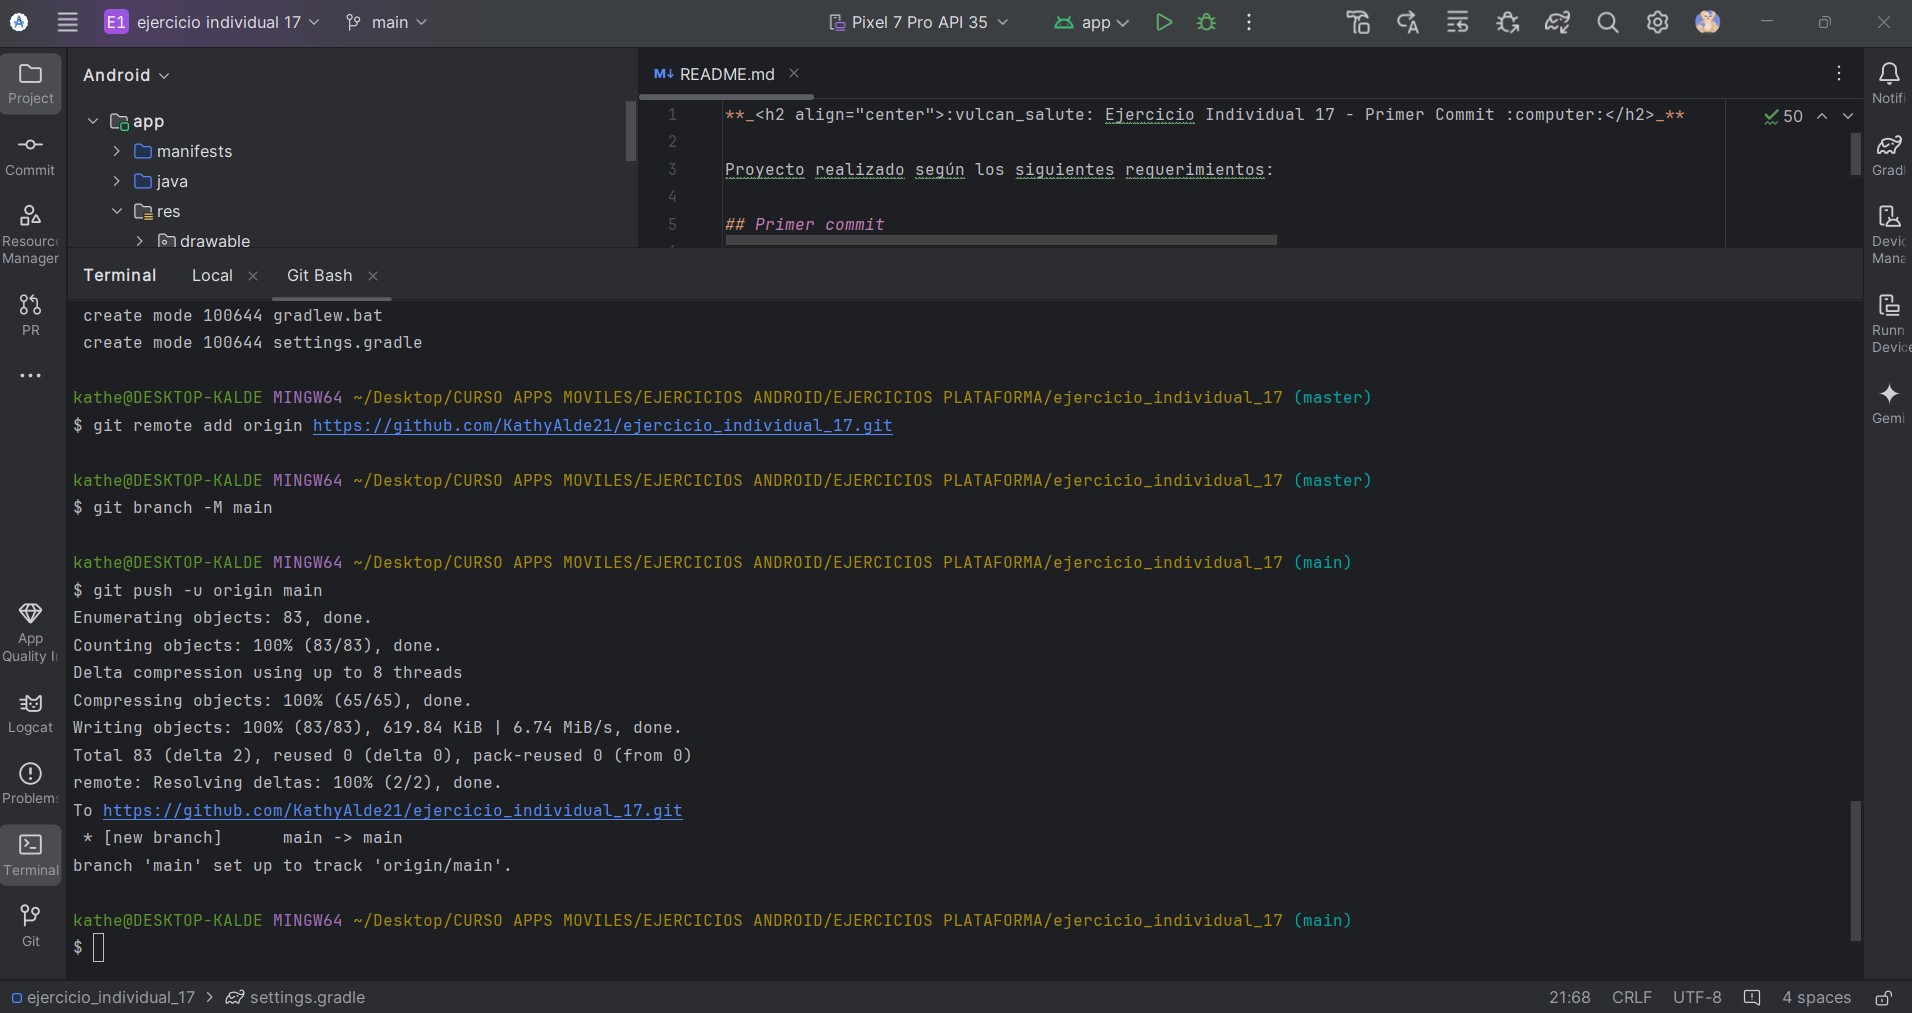 E1 ejercicio individual 17 main Pixel 7 Pro API 35 app
Project
Commit
Resourc
Manager
PR
App
Quality I
Logcat
Problem
Terminal
Git
Android
app
manifests
java
res
drawable
M↓ README.md
50
1 **_<h2 align="center">:vulcan_salute: Ejercicio Individual 17 - Primer Commit :computer:</h2>_**
2
3 Proyecto realizado según los siguientes requerimientos:
4
5 ## Primer commit
Terminal Local Git Bash
create mode 100644 gradlew.bat
create mode 100644 settings.gradle
kathe@DESKTOP-KALDE MINGW64 ~/Desktop/CURSO APPS MOVILES/EJERCICIOS ANDROID/EJERCICIOS PLATAFORMA/ejercicio_individual_17 (master)
$ git remote add origin https://github.com/KathyAlde21/ejercicio_individual_17.git
kathe@DESKTOP-KALDE MINGW64 ~/Desktop/CURSO APPS MOVILES/EJERCICIOS ANDROID/EJERCICIOS PLATAFORMA/ejercicio_individual_17 (master)
$ git branch -M main
kathe@DESKTOP-KALDE MINGW64 ~/Desktop/CURSO APPS MOVILES/EJERCICIOS ANDROID/EJERCICIOS PLATAFORMA/ejercicio_individual_17 (main)
$ git push -u origin main
Enumerating objects: 83, done.
Counting objects: 100% (83/83), done.
Delta compression using up to 8 threads
Compressing objects: 100% (65/65), done.
Writing objects: 100% (83/83), 619.84 KiB | 6.74 MiB/s, done.
Total 83 (delta 2), reused 0 (delta 0), pack-reused 0 (from 0)
remote: Resolving deltas: 100% (2/2), done.
To https://github.com/KathyAlde21/ejercicio_individual_17.git
* [new branch]      main -> main
branch 'main' set up to track 'origin/main'.
kathe@DESKTOP-KALDE MINGW64 ~/Desktop/CURSO APPS MOVILES/EJERCICIOS ANDROID/EJERCICIOS PLATAFORMA/ejercicio_individual_17 (main)
$
Notifi
Gradl
Devic
Mana
Runn
Devic
Gemi
ejercicio_individual_17 > settings.gradle
21:68 CRLF UTF-8 4 spaces